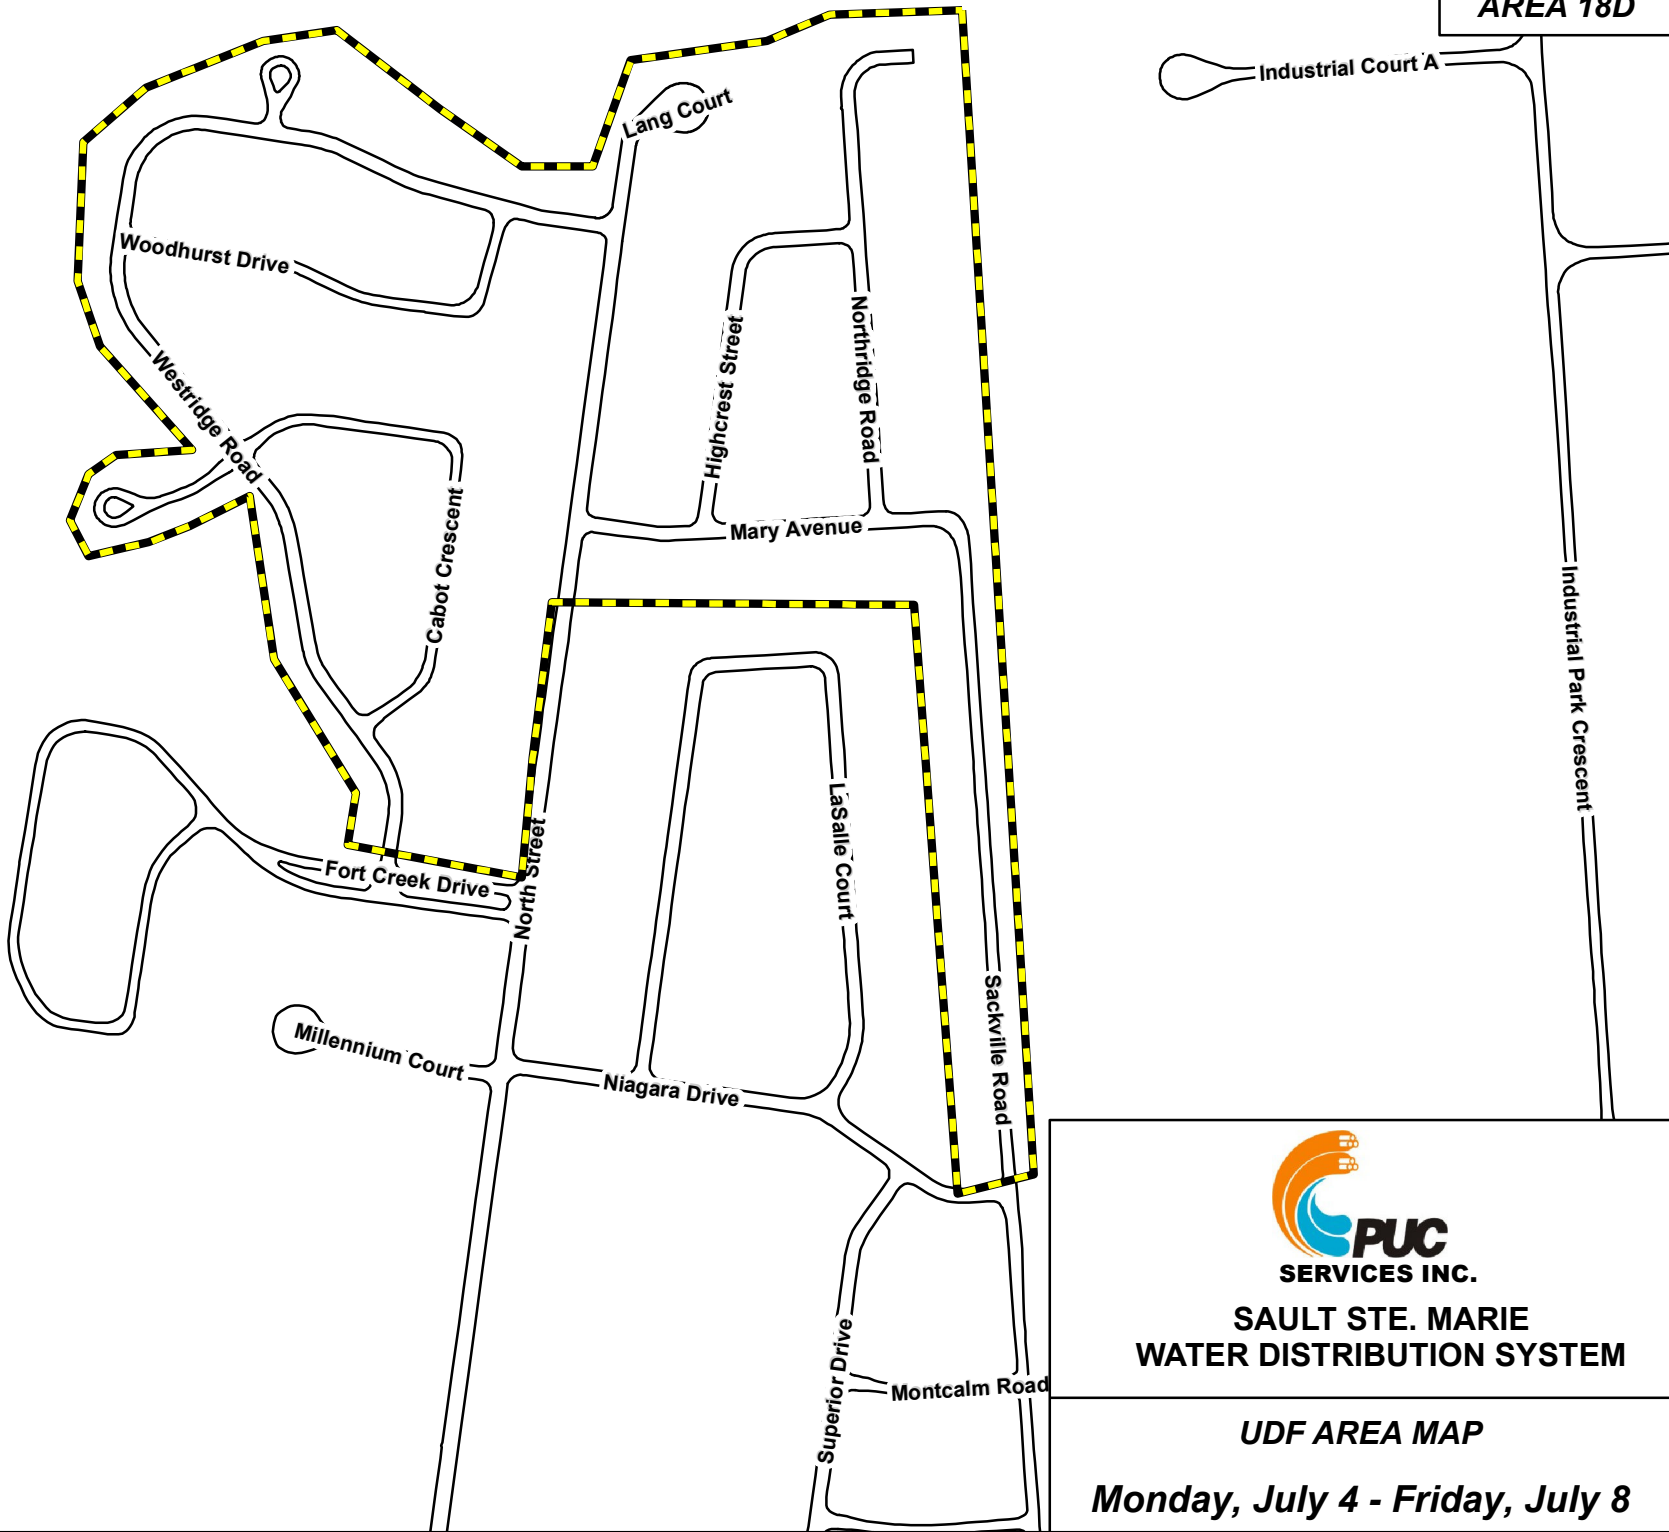 AREA 18D
Industrial Court A
Lang Court
Woodhurst Drive
Westridge Road
Highcrest Street
Northridge Road
Cabot Crescent
Mary Avenue
Industrial Park Crescent
LaSalle Court
North Street
Fort Creek Drive
Sackville Road
Millennium Court
Niagara Drive
Superior Drive
Montcalm Road
PUC
SERVICES INC.
SAULT STE. MARIE
WATER DISTRIBUTION SYSTEM
UDF AREA MAP
Monday, July 4 - Friday, July 8